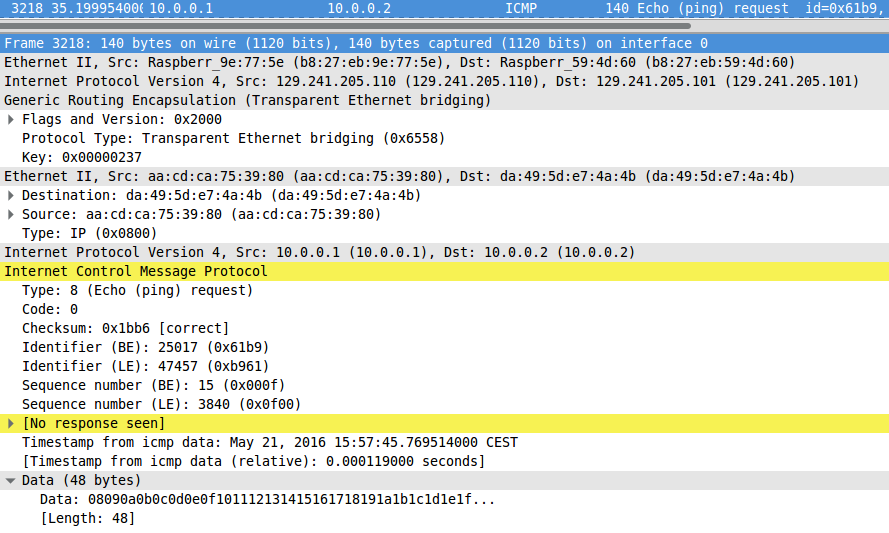 3218 35.199954000 10.0.0.1 10.0.0.2 ICMP 140 Echo (ping) request id=0x61b9,
Frame 3218: 140 bytes on wire (1120 bits), 140 bytes captured (1120 bits) on interface 0
Ethernet II, Src: Raspberr_9e:77:5e (b8:27:eb:9e:77:5e), Dst: Raspberr_59:4d:60 (b8:27:eb:59:4d:60)
Internet Protocol Version 4, Src: 129.241.205.110 (129.241.205.110), Dst: 129.241.205.101 (129.241.205.101)
Generic Routing Encapsulation (Transparent Ethernet bridging)
Flags and Version: 0x2000
Protocol Type: Transparent Ethernet bridging (0x6558)
Key: 0x00000237
Ethernet II, Src: aa:cd:ca:75:39:80 (aa:cd:ca:75:39:80), Dst: da:49:5d:e7:4a:4b (da:49:5d:e7:4a:4b)
Destination: da:49:5d:e7:4a:4b (da:49:5d:e7:4a:4b)
Source: aa:cd:ca:75:39:80 (aa:cd:ca:75:39:80)
Type: IP (0x0800)
Internet Protocol Version 4, Src: 10.0.0.1 (10.0.0.1), Dst: 10.0.0.2 (10.0.0.2)
Internet Control Message Protocol
Type: 8 (Echo (ping) request)
Code: 0
Checksum: 0x1bb6 [correct]
Identifier (BE): 25017 (0x61b9)
Identifier (LE): 47457 (0xb961)
Sequence number (BE): 15 (0x000f)
Sequence number (LE): 3840 (0x0f00)
[No response seen]
Timestamp from icmp data: May 21, 2016 15:57:45.769514000 CEST
[Timestamp from icmp data (relative): 0.000119000 seconds]
Data (48 bytes)
Data: 08090a0b0c0d0e0f101112131415161718191a1b1c1d1e1f...
[Length: 48]